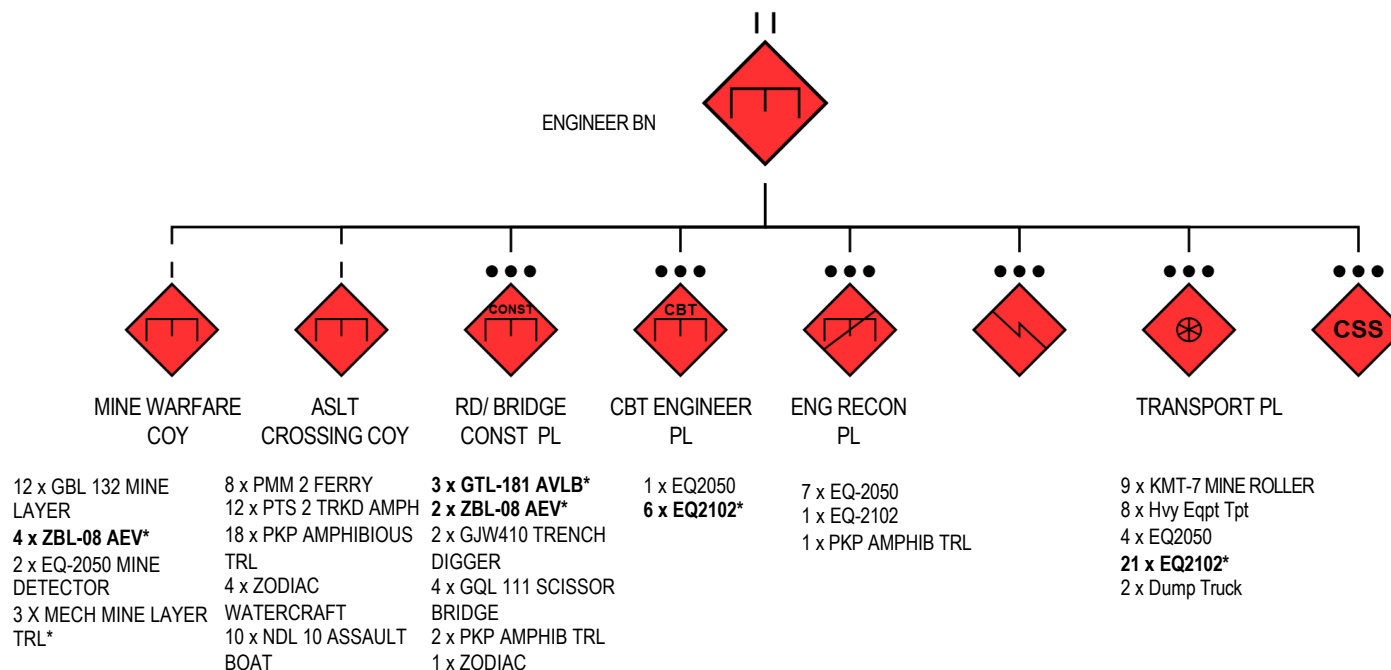 ENGINEER BN
CONST
CBT
CSS
MINE WARFARE
COY
ASLT
CROSSING COY
RD/ BRIDGE
CONST PL
CBT ENGINEER
PL
ENG RECON
PL
TRANSPORT PL
12 x GBL 132 MINE
LAYER
4 x ZBL-08 AEV*
2 x EQ-2050 MINE
DETECTOR
3 X MECH MINE LAYER
TRL*
8 x PMM 2 FERRY
12 x PTS 2 TRKD AMPH
18 x PKP AMPHIBIOUS
TRL
4 x ZODIAC
WATERCRAFT
10 x NDL 10 ASSAULT
BOAT
3 x GTL-181 AVLB*
2 x ZBL-08 AEV*
2 x GJW410 TRENCH
DIGGER
4 x GQL 111 SCISSOR
BRIDGE
2 x PKP AMPHIB TRL
1 x ZODIAC
1 x EQ2050
6 x EQ2102*
7 x EQ-2050
1 x EQ-2102
1 x PKP AMPHIB TRL
9 x KMT-7 MINE ROLLER
8 x Hvy Eqpt Tpt
4 x EQ2050
21 x EQ2102*
2 x Dump Truck